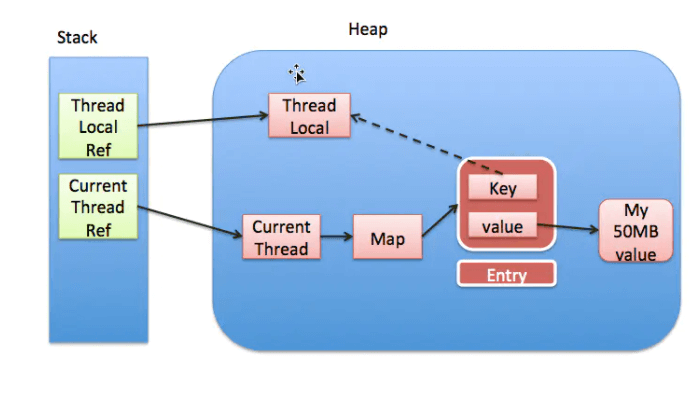 Stack
Heap
Thread
Local
Ref
Thread
Local
Current
Thread
Ref
Key
value
Current
Thread
Map
My
50MB
value
Entry